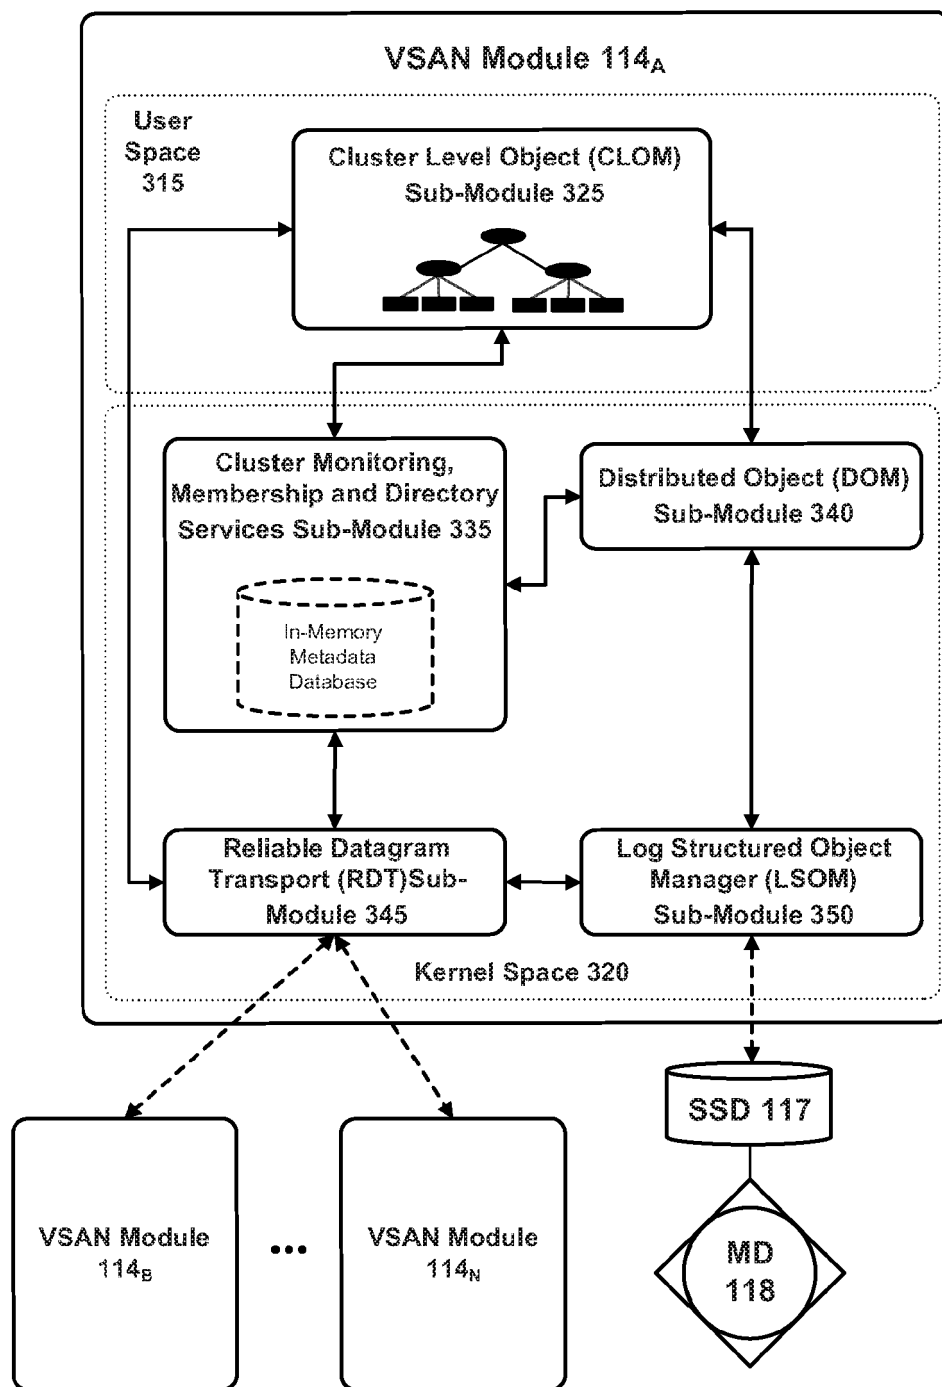 VSAN Module 114A
User
Space
315
Cluster Level Object (CLOM)
Sub-Module 325
Cluster Monitoring,
Membership and Directory
Services Sub-Module 335
In-Memory
Metadata
Database
Distributed Object (DOM)
Sub-Module 340
Reliable Datagram
Transport (RDT)Sub-
Module 345
Log Structured Object
Manager (LSOM)
Sub-Module 350
Kernel Space 320
SSD 117
VSAN Module
114B
•••
VSAN Module
114N
MD
118